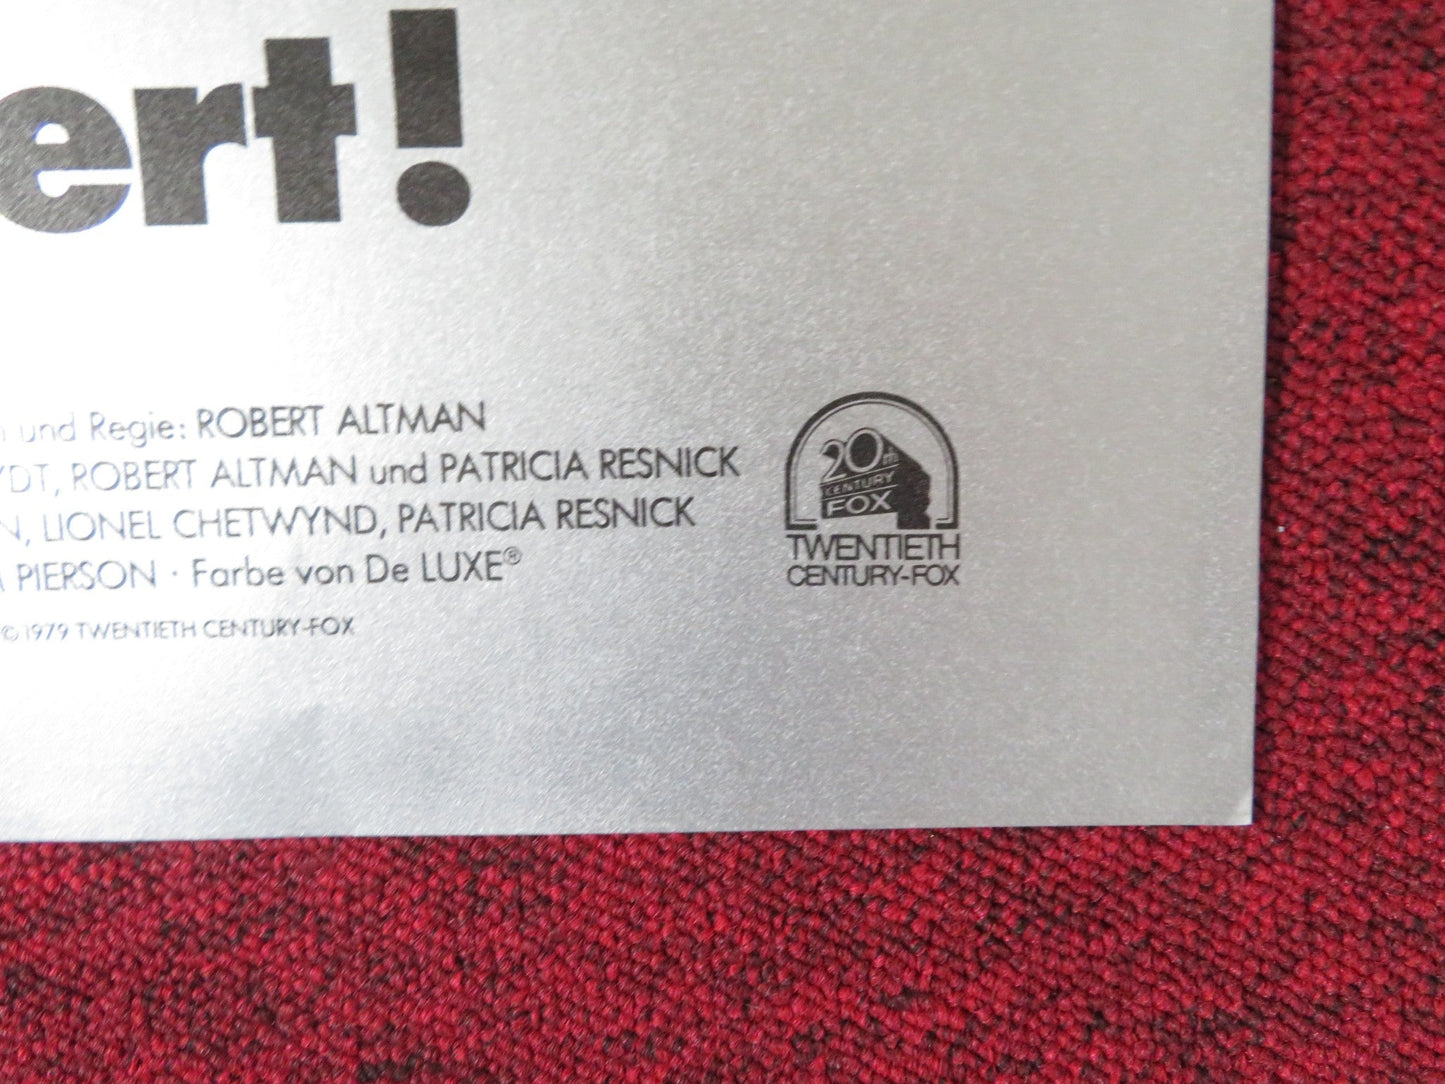 ert!
und Regie: ROBERT ALTMAN
YDT, ROBERT ALTMAN und PATRICIA RESNICK
N, LIONEL CHETWYND, PATRICIA RESNICK
A PIERSON · Farbe von De LUXE®
© 1979 TWENTIETH CENTURY-FOX
20th
CENTURY
FOX
TWENTIETH
CENTURY-FOX